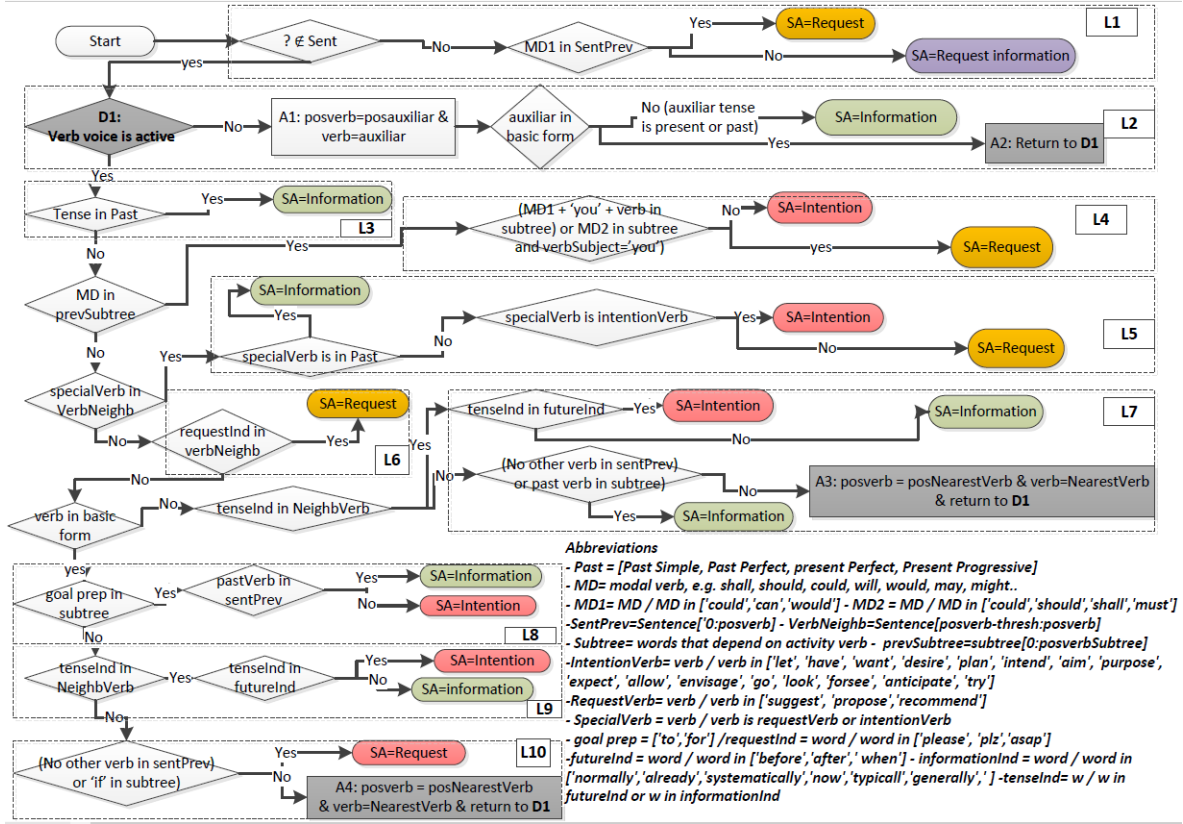 Start
? ∉ Sent
No
MD1 in SentPrev
Yes
SA=Request
No
SA=Request information
L1
yes
D1:
Verb voice is active
No
A1: posverb=posauxiliar &
verb=auxiliar
auxiliar in
basic form
No (auxiliar tense
is present or past)
SA=Information
Yes
A2: Return to D1
L2
Yes
Tense in Past
Yes
SA=Information
L3
No
Yes
(MD1 + 'you' + verb in
subtree) or MD2 in subtree
and verbSubject='you')
No
SA=Intention
yes
SA=Request
L4
MD in
prevSubtree
No
SA=Information
Yes
specialVerb in
VerbNeighb
Yes
specialVerb is in Past
No
specialVerb is intentionVerb
Yes
SA=Intention
No
SA=Request
L5
No
requestInd in
verbNeighb
Yes
SA=Request
L6
No
verb in basic
form
No
tenseInd in NeighbVerb
Yes
tenseInd in futureInd
Yes
SA=Intention
No
SA=Information
L7
No
(No other verb in sentPrev)
or past verb in subtree)
No
A3: posverb = posNearestVerb & verb=NearestVerb
& return to D1
Yes
SA=Information
yes
goal prep in
subtree
Yes
pastVerb in
sentPrev
Yes
SA=Information
No
SA=Intention
L8
No
tenseInd in
NeighbVerb
Yes
tenseInd in
futureInd
Yes
SA=Intention
No
SA=information
L9
No
(No other verb in sentPrev)
or 'if' in subtree)
Yes
SA=Request
L10
No
A4: posverb = posNearestVerb
& verb=NearestVerb & return to D1
Abbreviations
- Past = [Past Simple, Past Perfect, present Perfect, Present Progressive]
- MD= modal verb, e.g. shall, should, could, will, would, may, might..
- MD1= MD / MD in ['could','can','would'] - MD2 = MD / MD in ['could','should','shall','must']
-SentPrev=Sentence['0:posverb] - VerbNeighb=Sentence[posverb-thresh:posverb]
- Subtree= words that depend on activity verb - prevSubtree=subtree[0:posverbSubtree]
-IntentionVerb= verb / verb in ['let', 'have', 'want', 'desire', 'plan', 'intend', 'aim', 'purpose',
'expect', 'allow', 'envisage', 'go', 'look', 'forsee', 'anticipate', 'try']
-RequestVerb= verb / verb in ['suggest', 'propose','recommend']
- SpecialVerb = verb / verb is requestVerb or intentionVerb
- goal prep = ['to','for'] /requestInd = word / word in ['please', 'plz','asap']
-futureInd = word / word in ['before','after',' when'] - informationInd = word / word in
['normally','already','systematically','now','typicall','generally',' ] -tenseInd= w / w in
futureInd or w in informationInd